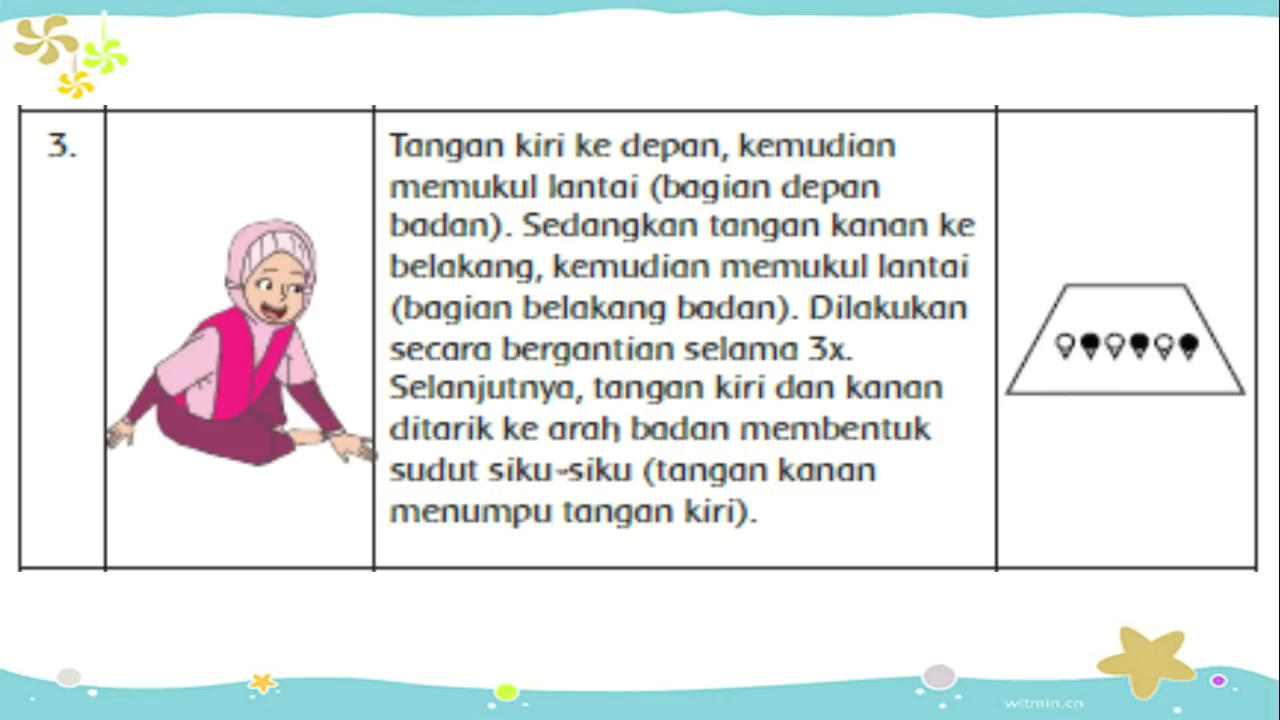 3.
Tangan kiri ke depan, kemudian
memukul lantai (bagian depan
badan). Sedangkan tangan kanan ke
belakang, kemudian memukul lantai
(bagian belakang badan). Dilakukan
secara bergantian selama 3x.
Selanjutnya, tangan kiri dan kanan
ditarik ke arah badan membentuk
sudut siku-siku (tangan kanan
menumpu tangan kiri).
witmin.cn